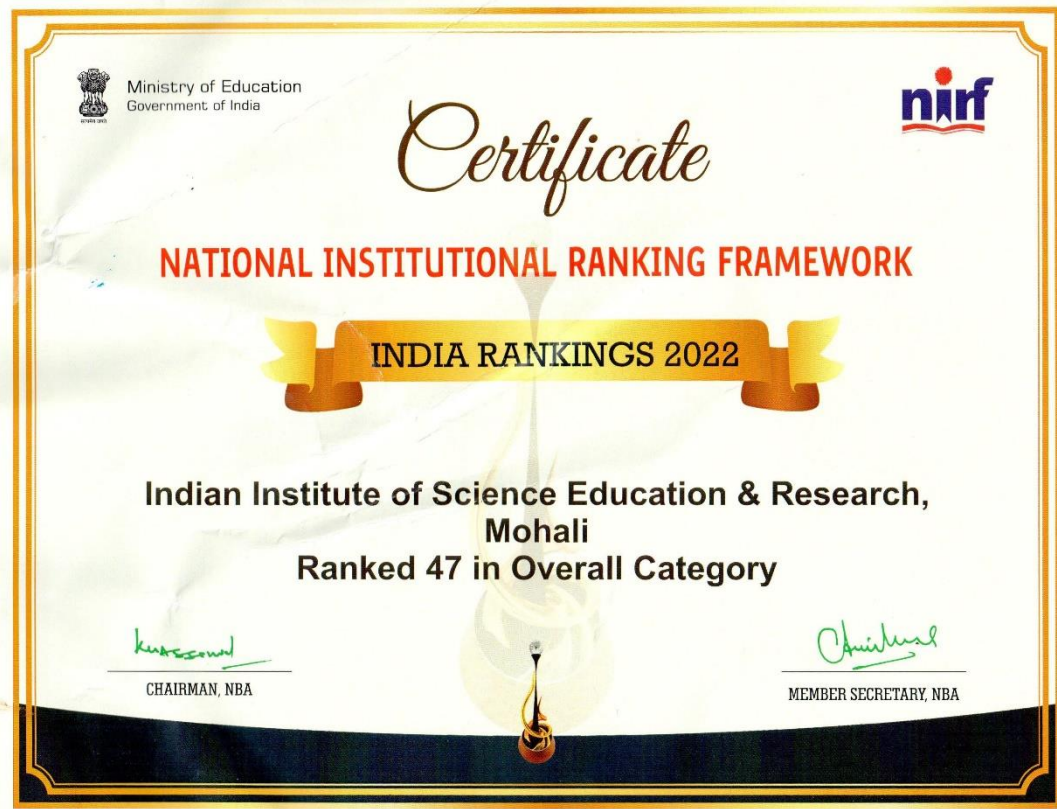 Ministry of Education
Government of India
nirf
Certificate
NATIONAL INSTITUTIONAL RANKING FRAMEWORK
INDIA RANKINGS 2022
Indian Institute of Science Education & Research,
Mohali
Ranked 47 in Overall Category
CHAIRMAN, NBA
MEMBER SECRETARY, NBA